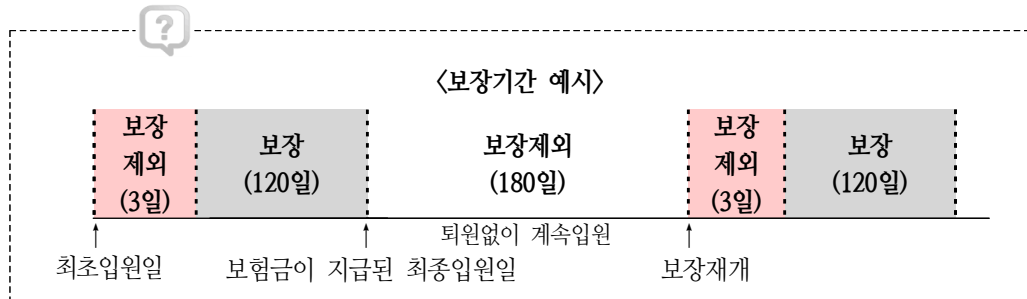 ?
〈보장기간 예시〉
보장
제외
(3일)
보장
(120일)
보장제외
(180일)
보장
제외
(3일)
보장
(120일)
퇴원없이 계속입원
최초입원일
보험금이 지급된 최종입원일
보장재개